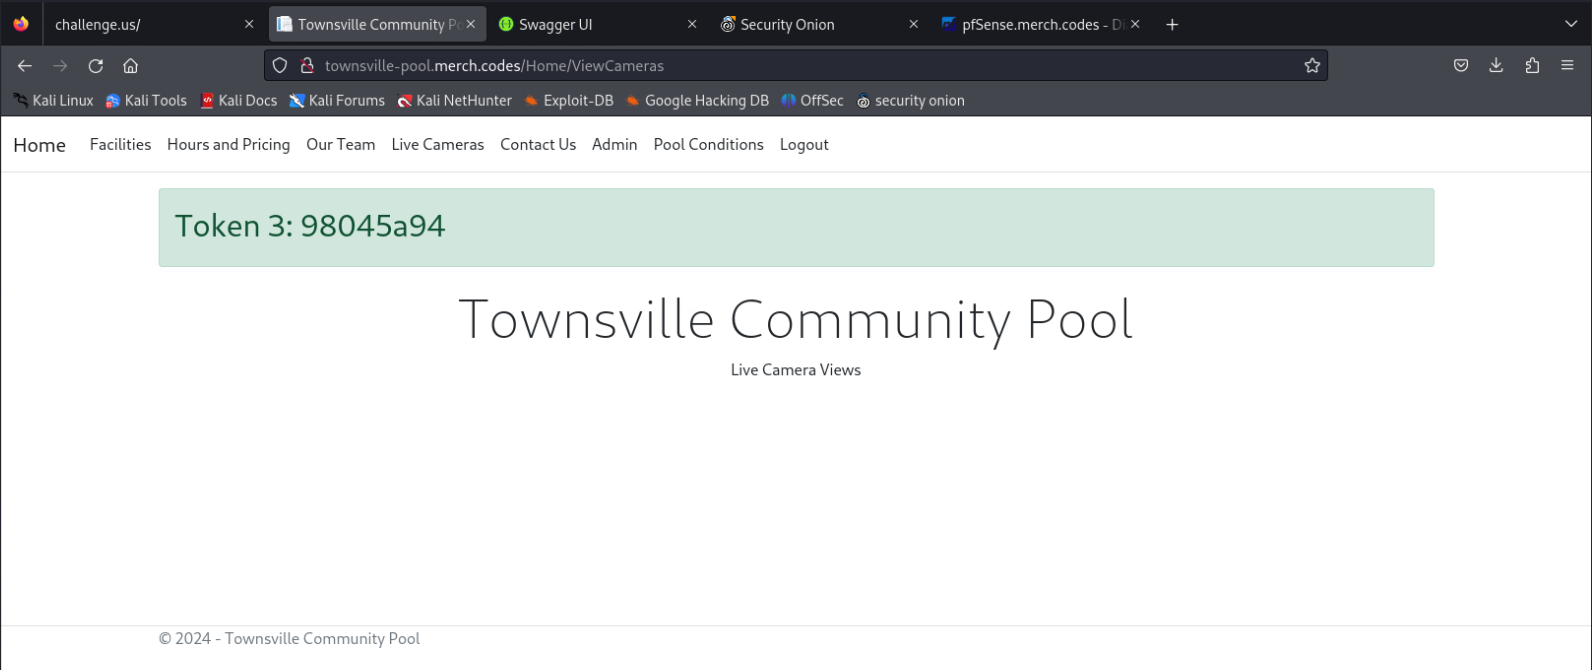 challenge.us/
Townsville Community Po
Swagger UI
Security Onion
pfSense.merch.codes - Di
townsville-pool.merch.codes/Home/ViewCameras
Kali Linux Kali Tools Kali Docs Kali Forums Kali NetHunter Exploit-DB Google Hacking DB OffSec security onion
Home Facilities Hours and Pricing Our Team Live Cameras Contact Us Admin Pool Conditions Logout
Token 3: 98045a94
Townsville Community Pool
Live Camera Views
© 2024 - Townsville Community Pool